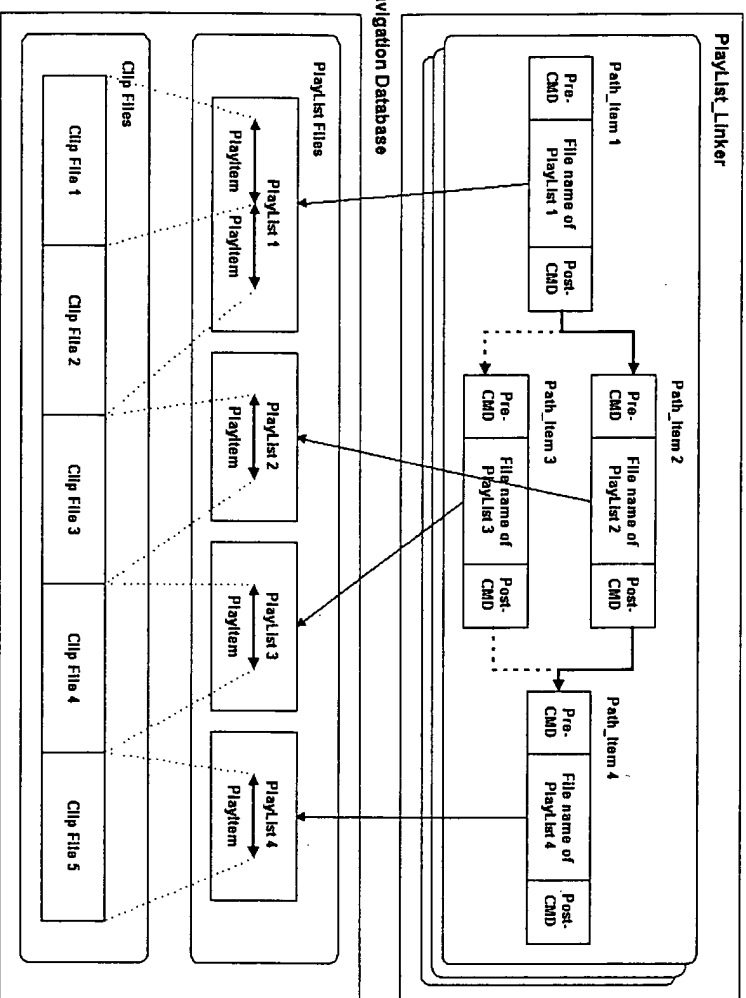 PlayList_Linker
Path_Item 1
Pre-
CMD
File name of
PlayList 1
Post-
CMD
Path_Item 2
Pre-
CMD
File name of
PlayList 2
Post-
CMD
Path_Item 3
Pre-
CMD
File name of
PlayList 3
Post-
CMD
Path_Item 4
Pre-
CMD
File name of
PlayList 4
Post-
CMD
vigation Database
PlayList Files
PlayList 1
PlayItem
PlayItem
PlayList 2
PlayItem
PlayList 3
PlayItem
PlayList 4
PlayItem
Clip Files
Clip File 1
Clip File 2
Clip File 3
Clip File 4
Clip File 5